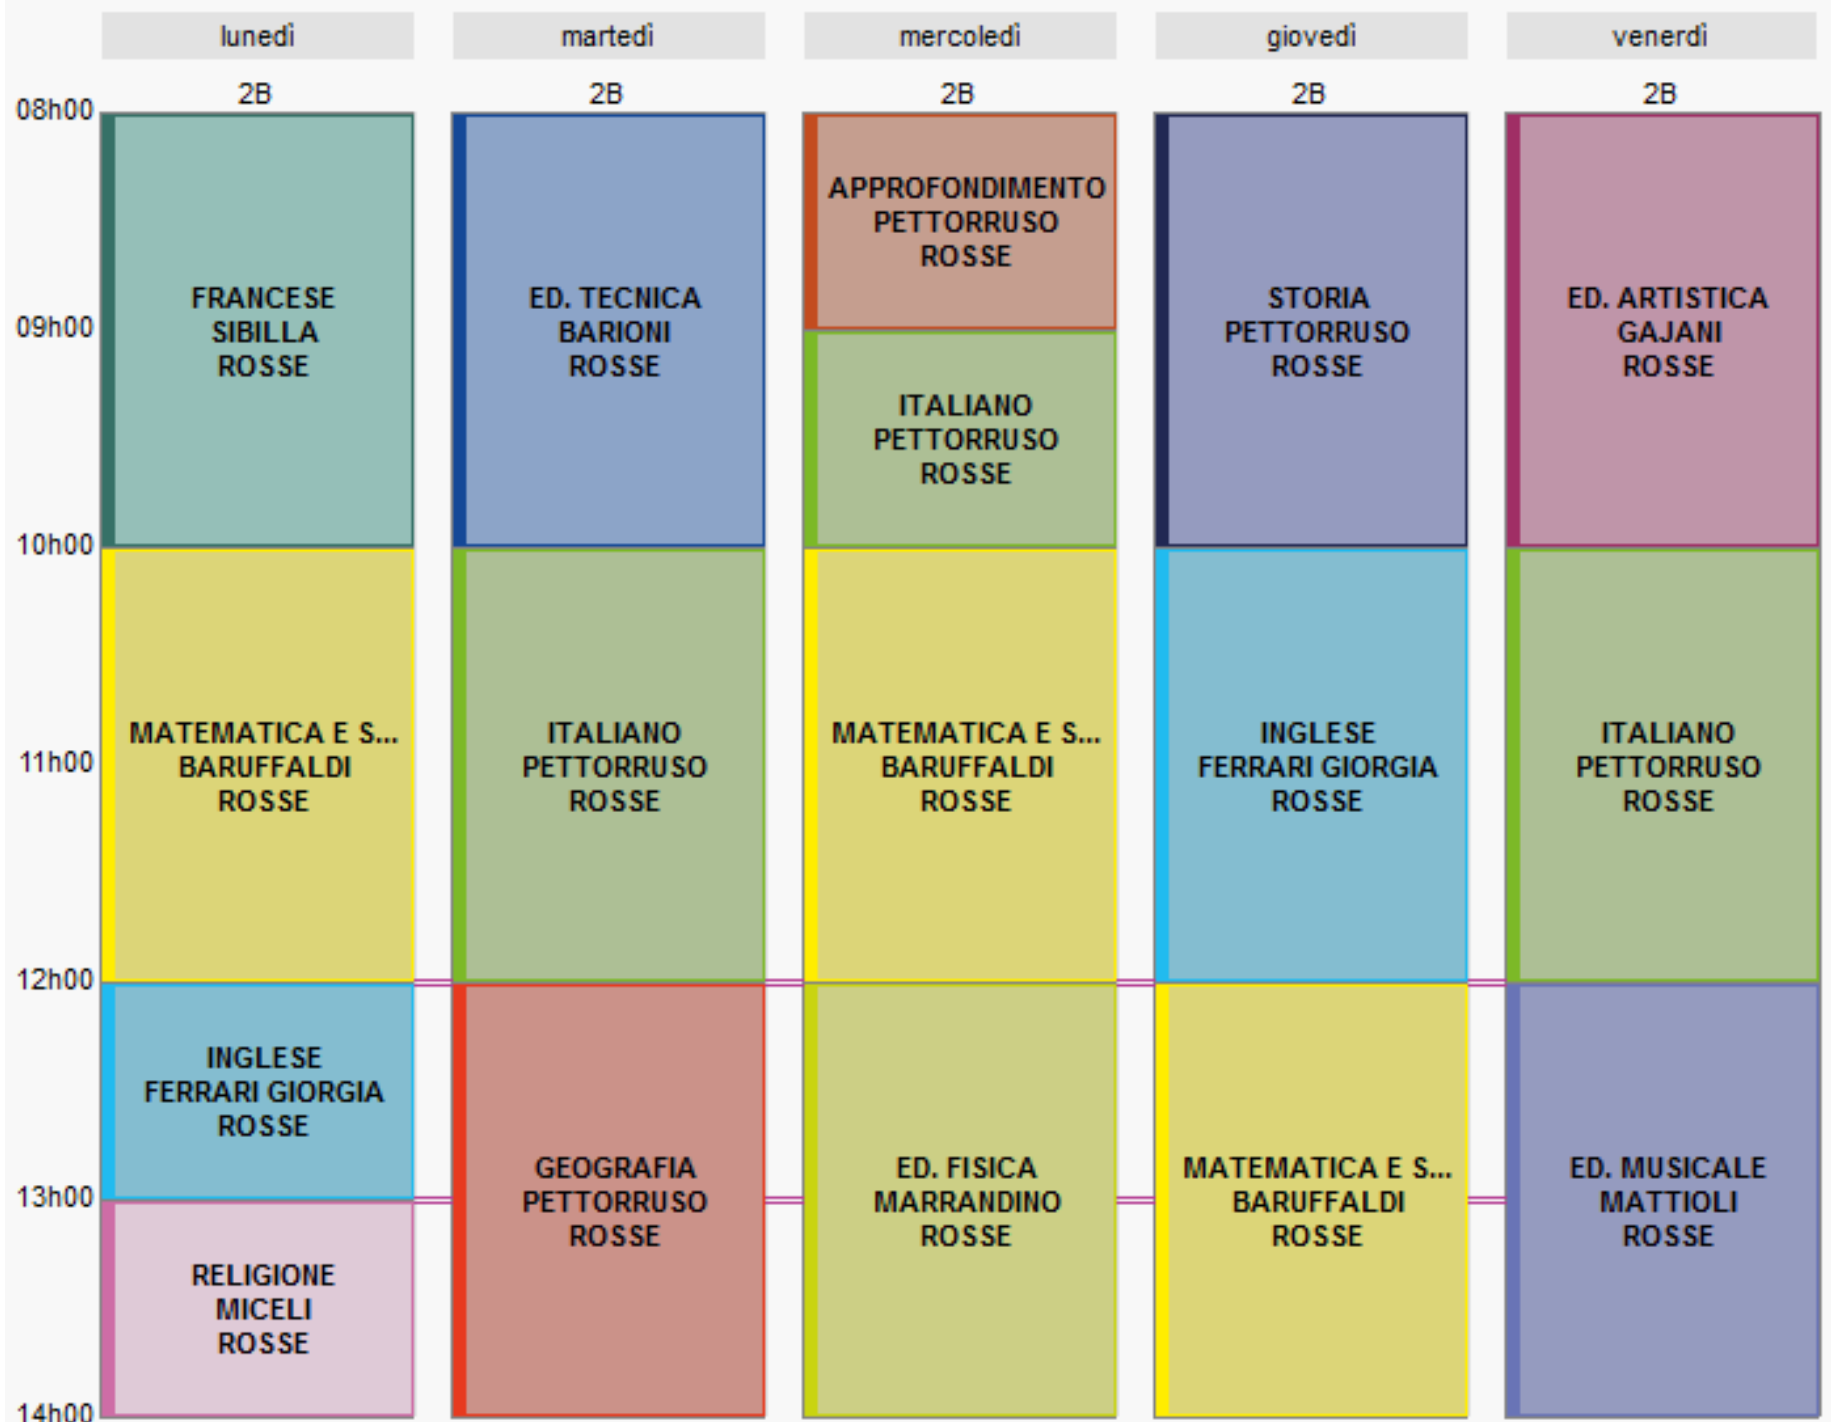 lunedì
martedì
mercoledì
giovedì
venerdì
2B
2B
2B
2B
2B
08h00
09h00
10h00
11h00
12h00
13h00
14h00
FRANCESE
SIBILLA
ROSSE
MATEMATICA E S...
BARUFFALDI
ROSSE
INGLESE
FERRARI GIORGIA
ROSSE
RELIGIONE
MICELI
ROSSE
ED. TECNICA
BARIONI
ROSSE
ITALIANO
PETTORRUSO
ROSSE
GEOGRAFIA
PETTORRUSO
ROSSE
APPROFONDIMENTO
PETTORRUSO
ROSSE
ITALIANO
PETTORRUSO
ROSSE
MATEMATICA E S...
BARUFFALDI
ROSSE
ED. FISICA
MARRANDINO
ROSSE
STORIA
PETTORRUSO
ROSSE
INGLESE
FERRARI GIORGIA
ROSSE
MATEMATICA E S...
BARUFFALDI
ROSSE
ED. ARTISTICA
GAJANI
ROSSE
ITALIANO
PETTORRUSO
ROSSE
ED. MUSICALE
MATTIOLI
ROSSE